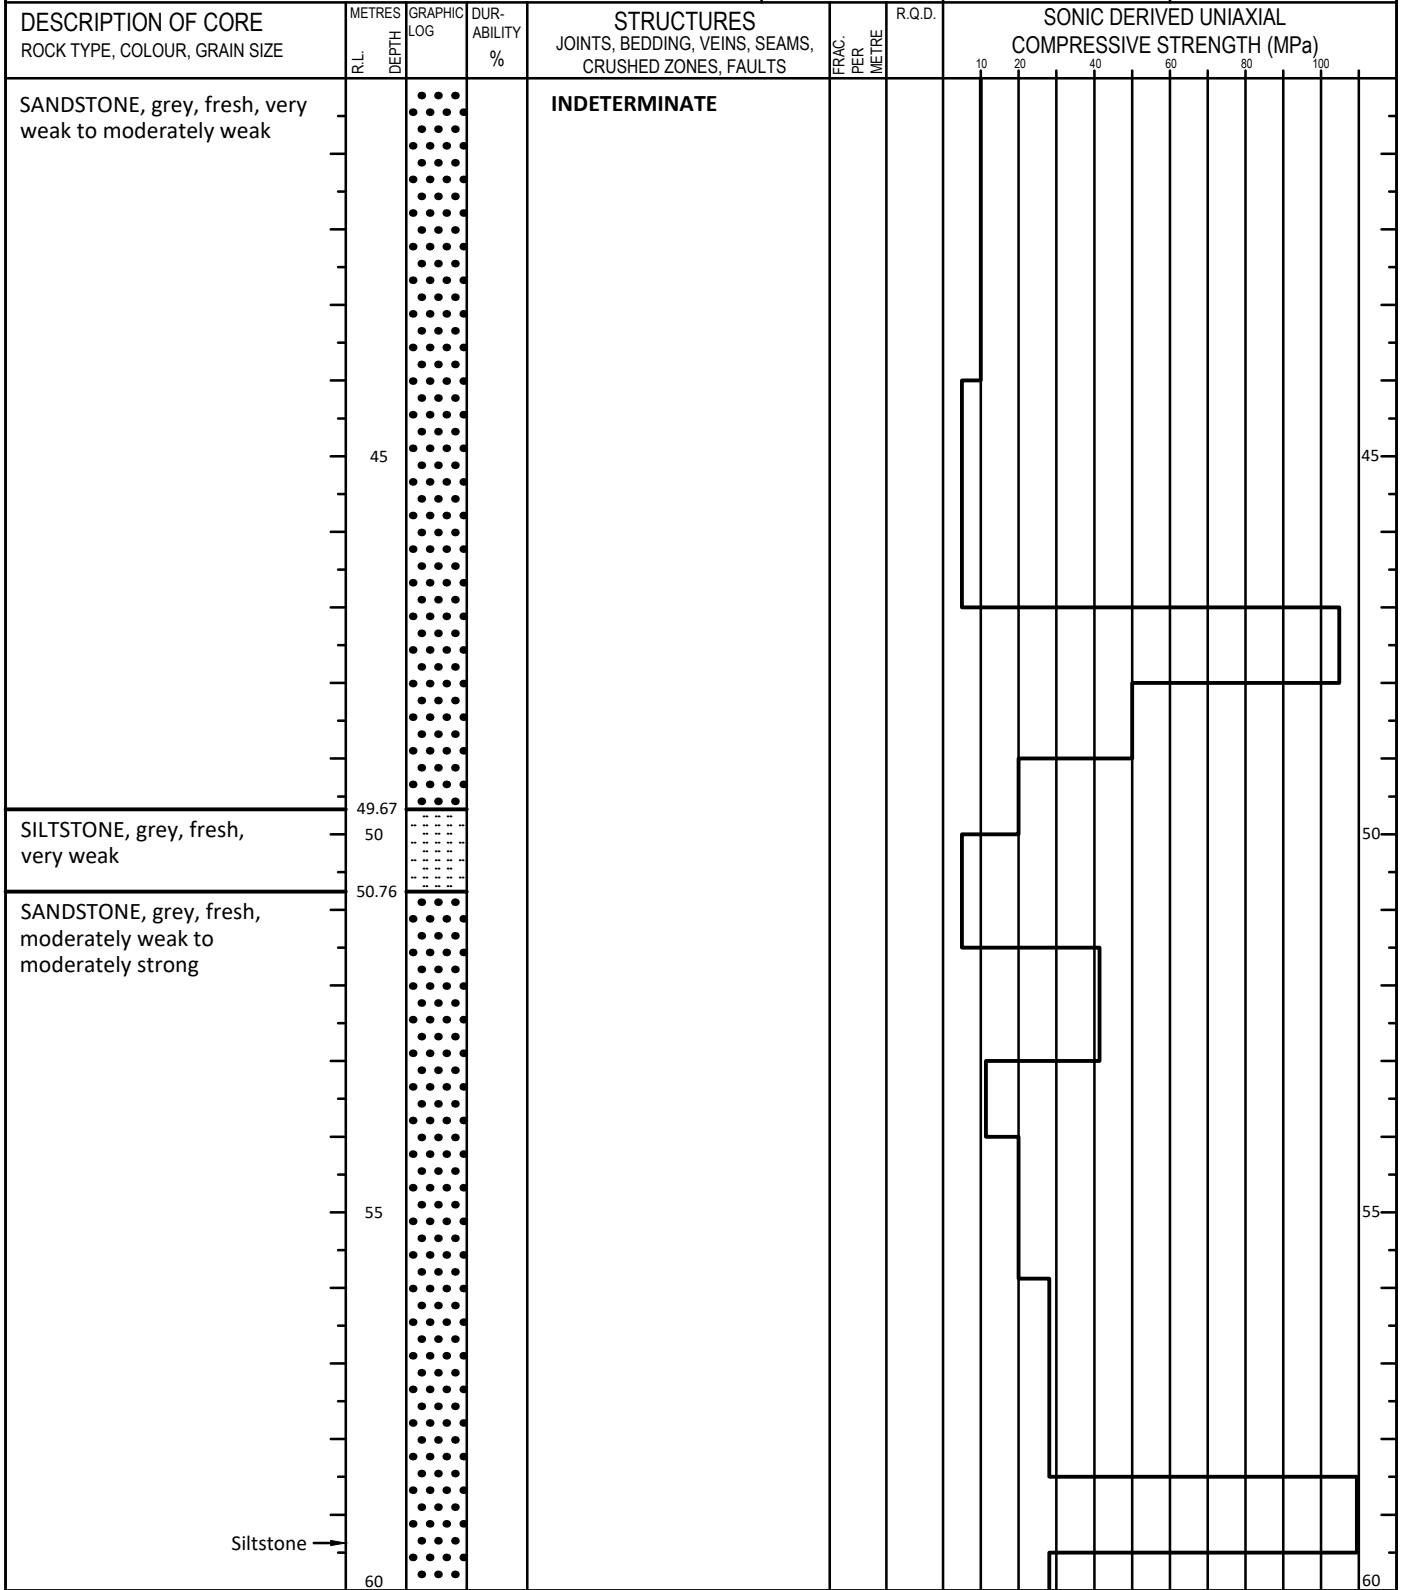 DESCRIPTION OF CORE
ROCK TYPE, COLOUR, GRAIN SIZE
METRES
R.L.
DEPTH
GRAPHIC
LOG
DUR-
ABILITY
%
STRUCTURES
JOINTS, BEDDING, VEINS, SEAMS,
CRUSHED ZONES, FAULTS
FRAC.
PER
METRE
R.Q.D.
SONIC DERIVED UNIAXIAL
COMPRESSIVE STRENGTH (MPa)
10 20 40 60 80 100
SANDSTONE, grey, fresh, very
weak to moderately weak
INDETERMINATE
45
45
49.67
SILTSTONE, grey, fresh,
very weak
50
50
50.76
SANDSTONE, grey, fresh,
moderately weak to
moderately strong
55
55
Siltstone
60
60